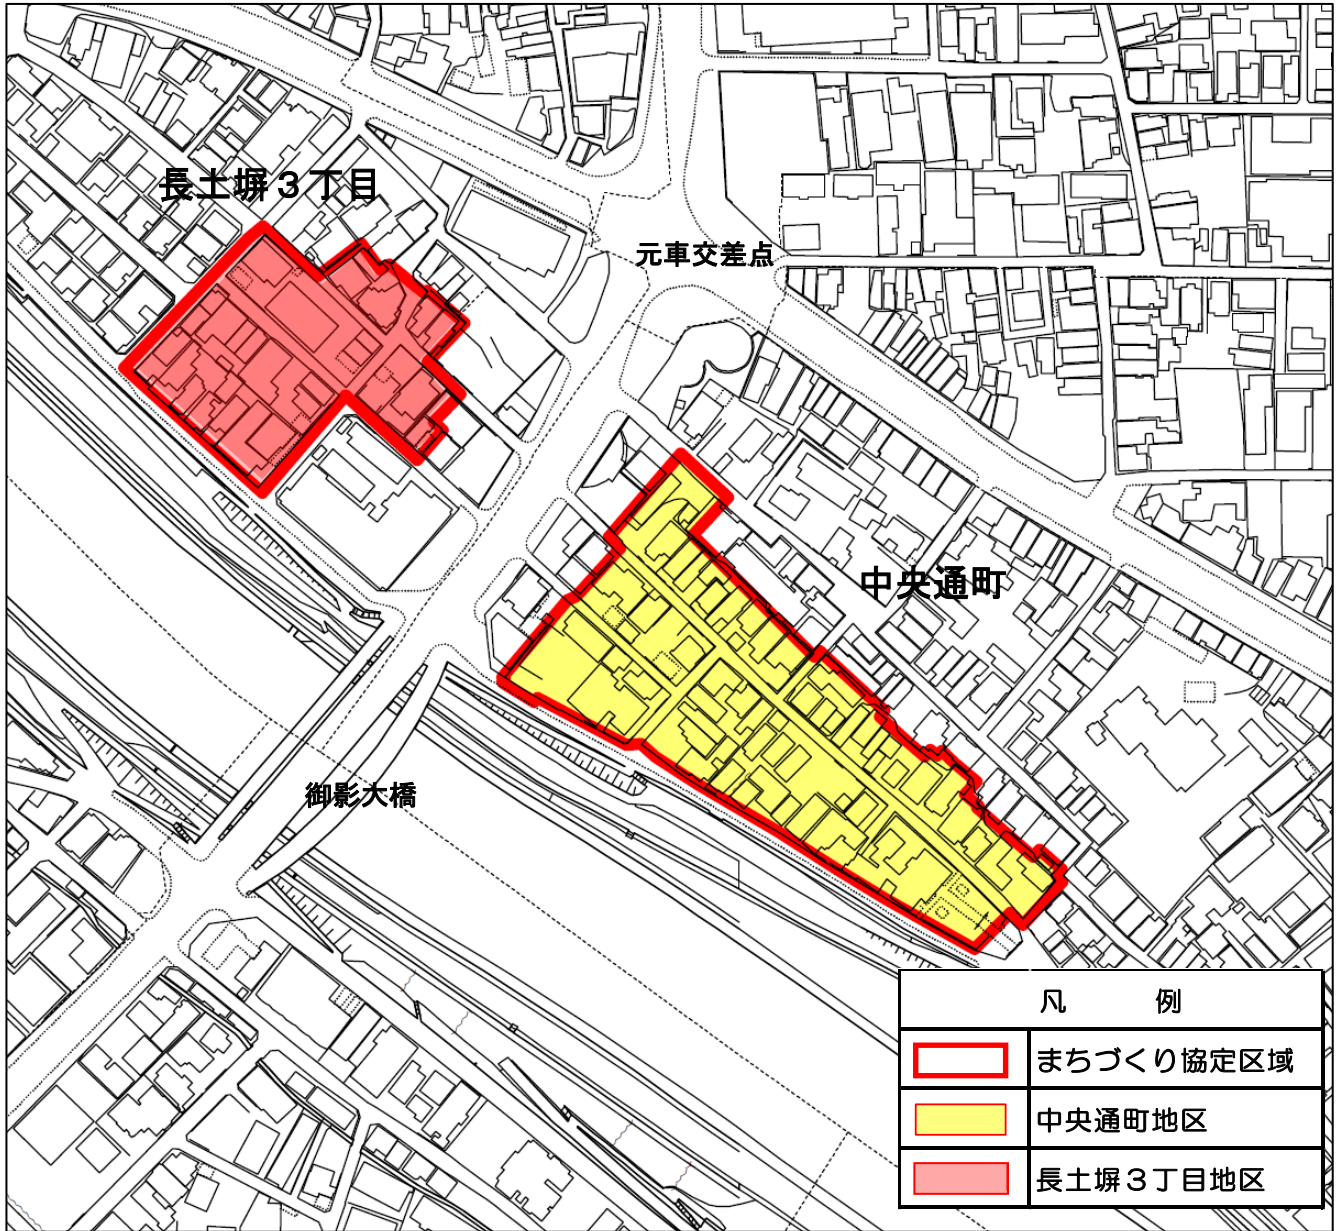 長土塀３丁目
元車交差点
中央通町
御影大橋
凡 例
まちづくり協定区域
中央通町地区
長土塀３丁目地区